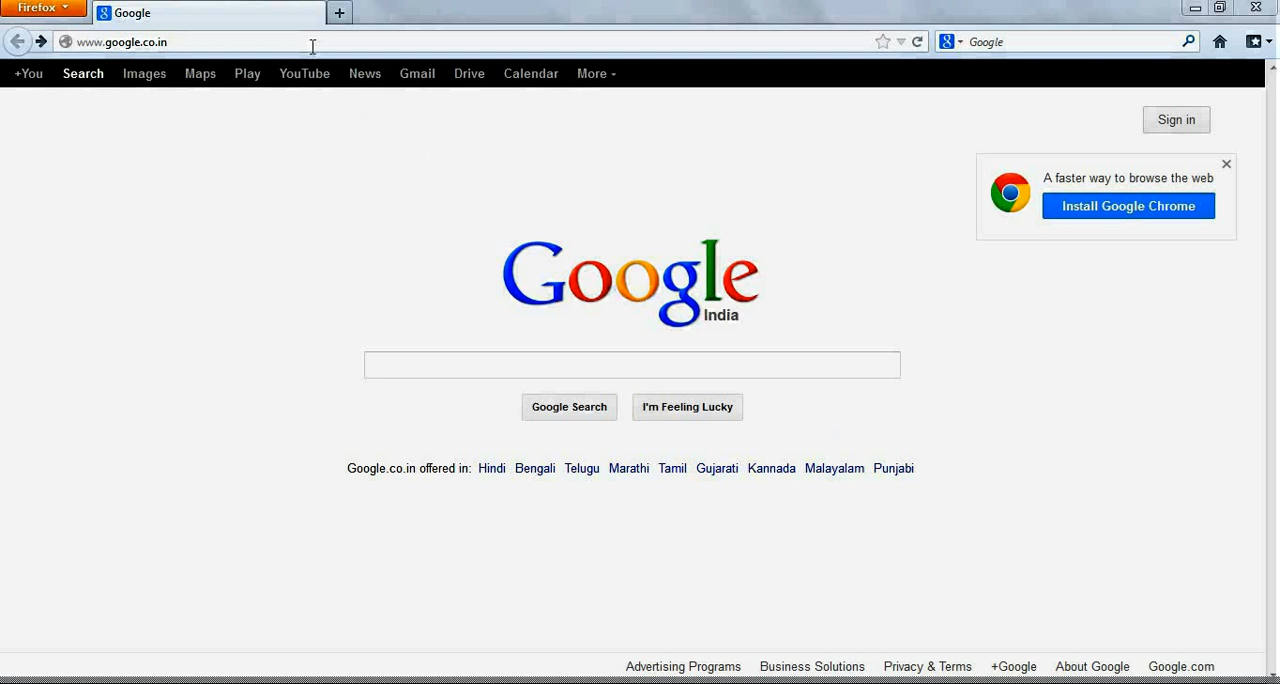 Firefox
Google
www.google.co.in
Google
+You Search Images Maps Play YouTube News Gmail Drive Calendar More
Sign in
A faster way to browse the web
Install Google Chrome
Google
India
Google Search I'm Feeling Lucky
Google.co.in offered in: Hindi Bengali Telugu Marathi Tamil Gujarati Kannada Malayalam Punjabi
Advertising Programs Business Solutions Privacy & Terms +Google About Google Google.com